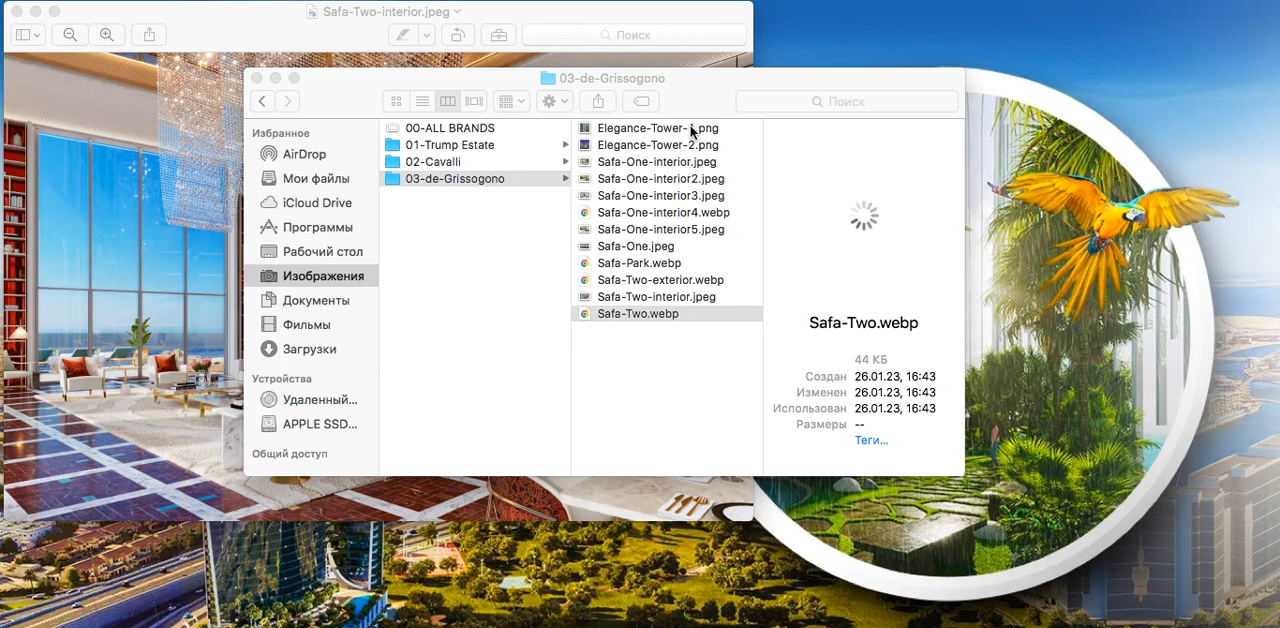 Safa-Two-interior.jpeg
Поиск
03-de-Grissogono
Поиск
Избранное
AirDrop
Мои файлы
iCloud Drive
Программы
Рабочий стол
Изображения
Документы
Фильмы
Загрузки
Устройства
Удаленный...
APPLE SSD...
Общий доступ
00-ALL BRANDS
01-Trump Estate
02-Cavalli
03-de-Grissogono
Elegance-Tower-1.png
Elegance-Tower-2.png
Safa-One-interior.jpeg
Safa-One-interior2.jpeg
Safa-One-interior3.jpeg
Safa-One-interior4.webp
Safa-One-interior5.jpeg
Safa-One.jpeg
Safa-Park.webp
Safa-Two-exterior.webp
Safa-Two-interior.jpeg
Safa-Two.webp
Safa-Two.webp
44 КБ
Создан 26.01.23, 16:43
Изменен 26.01.23, 16:43
Использован 26.01.23, 16:43
Размеры --
Теги...